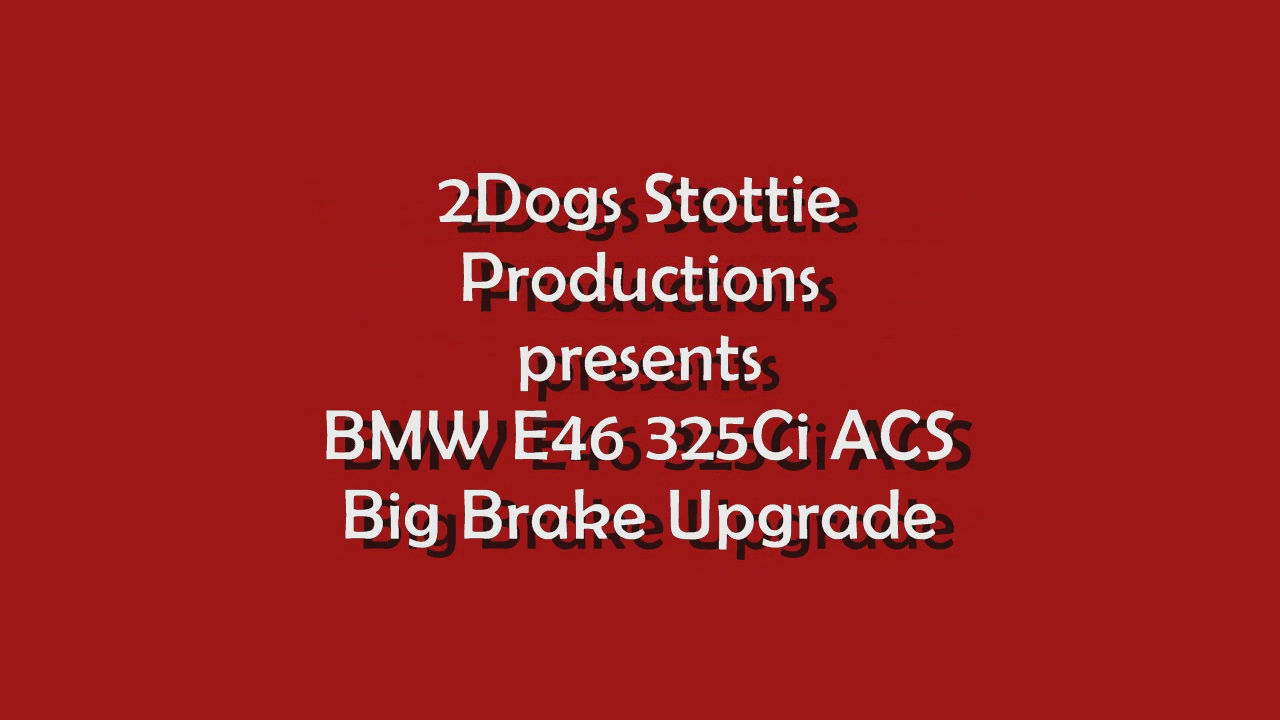 2Dogs Stottie
Productions
presents
BMW E46 325Ci ACS
Big Brake Upgrade